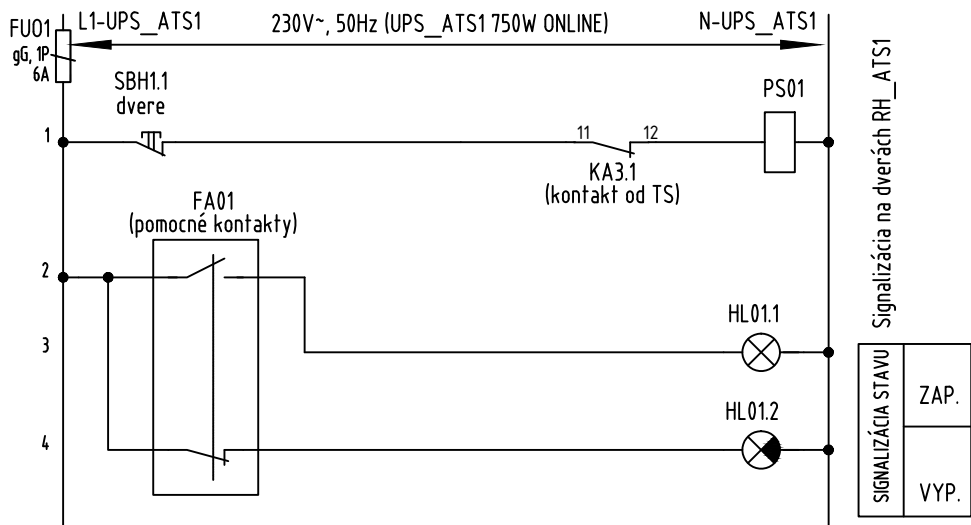 FU01
gG, 1P
6A
L1-UPS_ATS1
230V~, 50Hz (UPS_ATS1 750W ONLINE)
N-UPS_ATS1
SBH1.1
dvere
PS01
1
11
12
KA3.1
(kontakt od TS)
FA01
(pomocné kontakty)
2
3
HL01.1
4
HL01.2
Signalizácia na dverách RH_ATS1
SIGNALIZÁCIA STAVU
ZAP.
VYP.